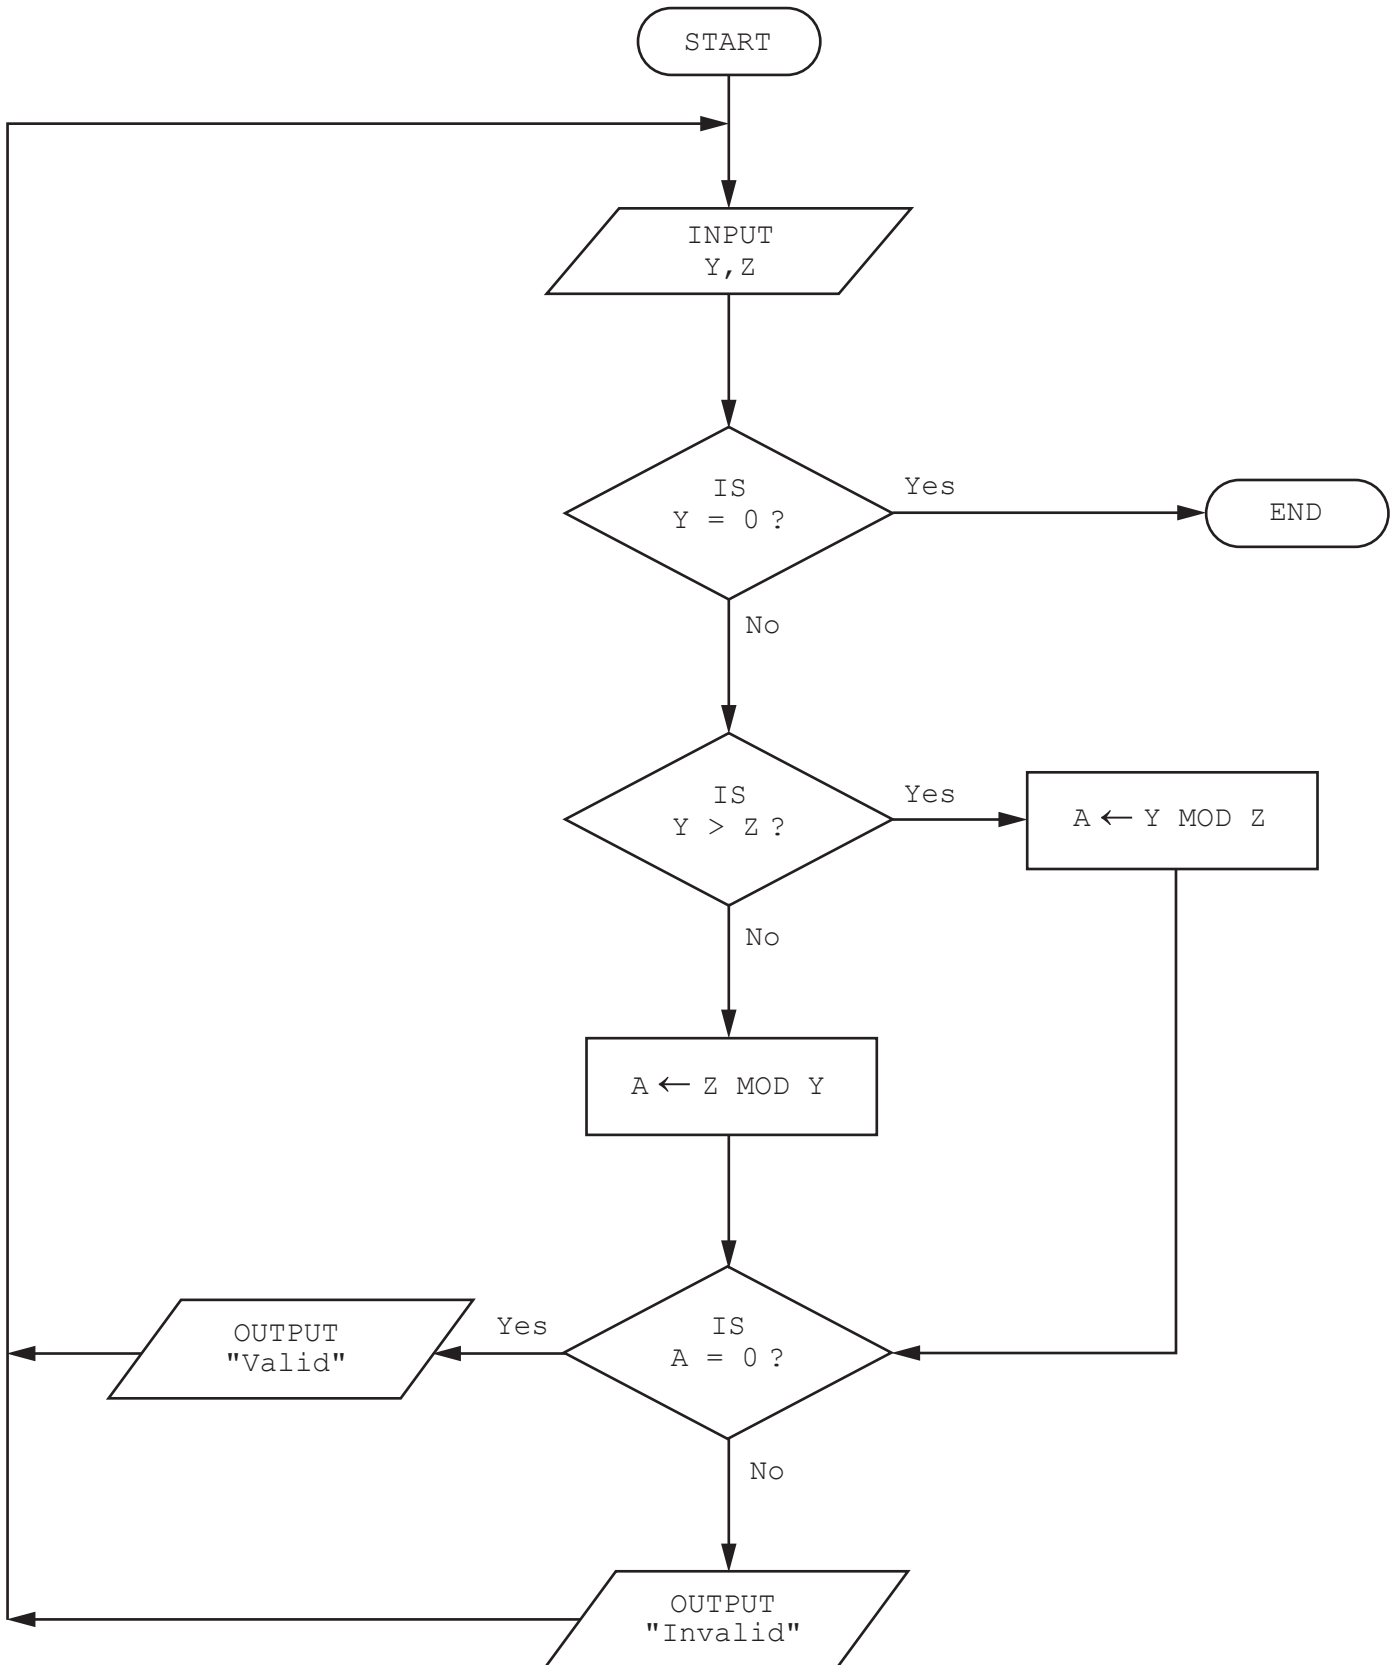 START
INPUT
Y,Z
IS
Y = 0 ?
Yes
END
No
IS
Y > Z ?
Yes
A ← Y MOD Z
No
A ← Z MOD Y
IS
A = 0 ?
Yes
OUTPUT
"Valid"
No
OUTPUT
"Invalid"